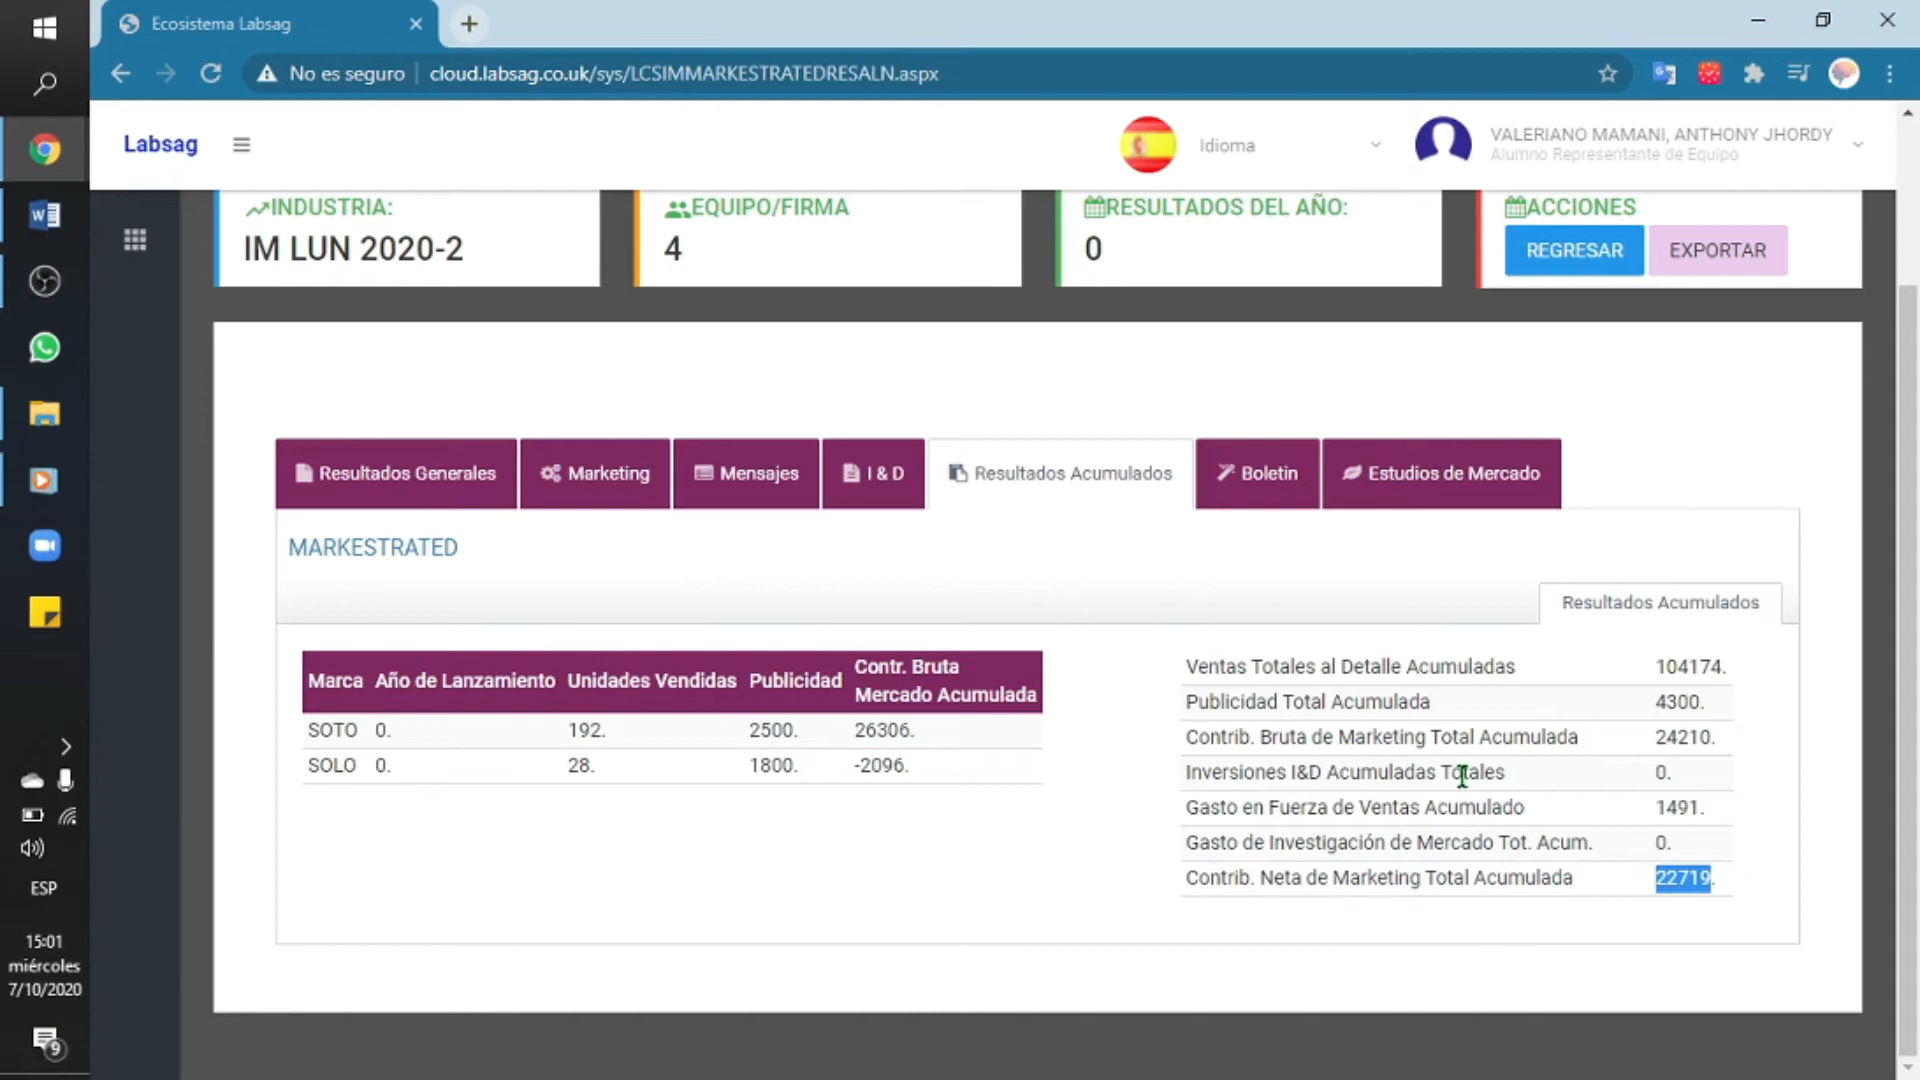 Ecosistema Labsag
No es seguro
cloud.labsag.co.uk/sys/LCSIMMARKESTRATEDRESALN.aspx
Labsag
Idioma
VALERIANO MAMANI, ANTHONY JHORDY
Alumno Representante de Equipo
INDUSTRIA:
IM LUN 2020-2
EQUIPO/FIRMA
4
RESULTADOS DEL AÑO:
0
ACCIONES
REGRESAR
EXPORTAR
Resultados Generales
Marketing
Mensajes
I & D
Resultados Acumulados
Boletin
Estudios de Mercado
MARKESTRATED
Resultados Acumulados
Marca Año de Lanzamiento Unidades Vendidas Publicidad Contr. Bruta Mercado Acumulada
SOTO 0. 192. 2500. 26306.
SOLO 0. 28. 1800. -2096.
Ventas Totales al Detalle Acumuladas 104174.
Publicidad Total Acumulada 4300.
Contrib. Bruta de Marketing Total Acumulada 24210.
Inversiones I&D Acumuladas Totales 0.
Gasto en Fuerza de Ventas Acumulado 1491.
Gasto de Investigación de Mercado Tot. Acum. 0.
Contrib. Neta de Marketing Total Acumulada 22719.
ESP
15:01
miércoles
7/10/2020
9